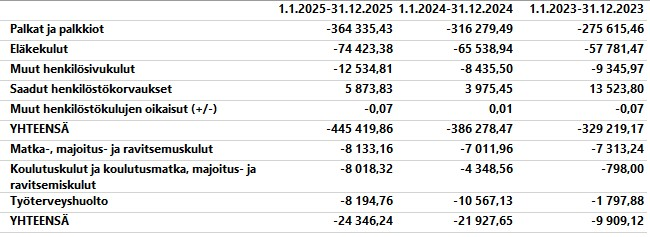 1.1.2025-31.12.2025 1.1.2024-31.12.2024 1.1.2023-31.12.2023
Palkat ja palkkiot -364 335,43 -316 279,49 -275 615,46
Eläkekulut -74 423,38 -65 538,94 -57 781,47
Muut henkilösivukulut -12 534,81 -8 435,50 -9 345,97
Saadut henkilöstökorvaukset 5 873,83 3 975,45 13 523,80
Muut henkilöstökulujen oikaisut (+/-) -0,07 0,01 -0,07
YHTEENSÄ -445 419,86 -386 278,47 -329 219,17
Matka-, majoitus- ja ravitsemuskulut -8 133,16 -7 011,96 -7 313,24
Koulutuskulut ja koulutusmatka, majoitus- ja -8 018,32 -4 348,56 -798,00
ravitsemiskulut
Työterveyshuolto -8 194,76 -10 567,13 -1 797,88
YHTEENSÄ -24 346,24 -21 927,65 -9 909,12